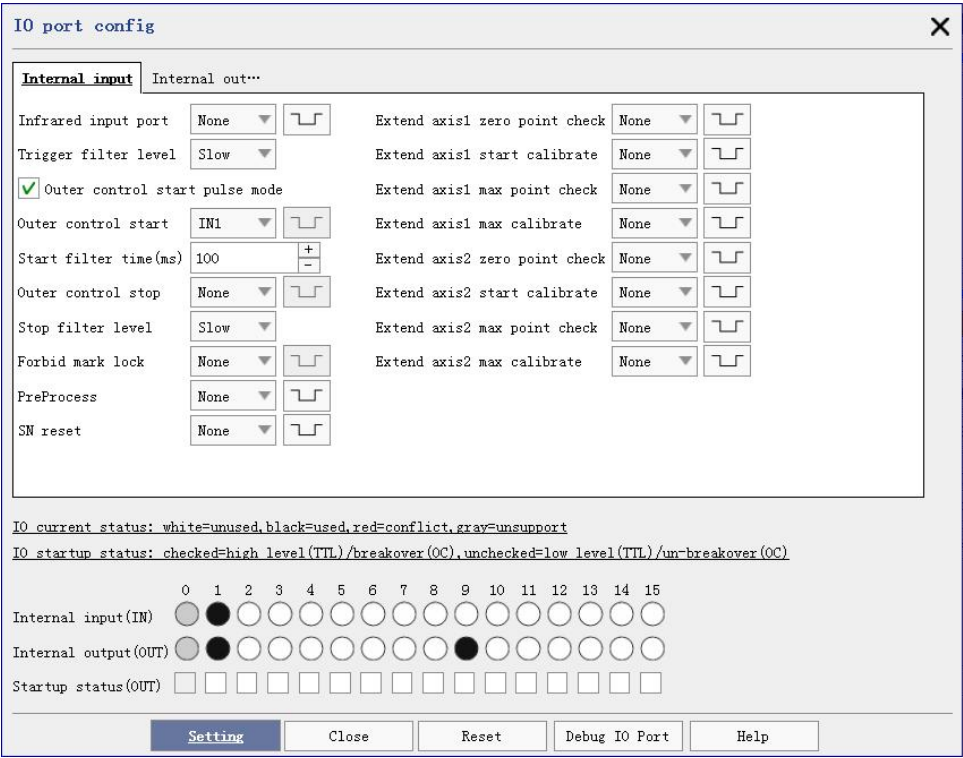 IO port config
Internal input Internal out…
Infrared input port None Extend axis1 zero point check None
Trigger filter level Slow Extend axis1 start calibrate None
Outer control start pulse mode Extend axis1 max point check None
Outer control start IN1 Extend axis1 max calibrate None
Start filter time(ms) 100 + − Extend axis2 zero point check None
Outer control stop None Extend axis2 start calibrate None
Stop filter level Slow Extend axis2 max point check None
Forbid mark lock None Extend axis2 max calibrate None
PreProcess None
SN reset None
IO current status: white=unused,black=used,red=conflict,gray=unsupport
IO startup status: checked=high level(TTL)/breakover(OC),unchecked=low level(TTL)/un-breakover(OC)
0 1 2 3 4 5 6 7 8 9 10 11 12 13 14 15
Internal input(IN)
Internal output(OUT)
Startup status(OUT)
Setting Close Reset Debug IO Port Help